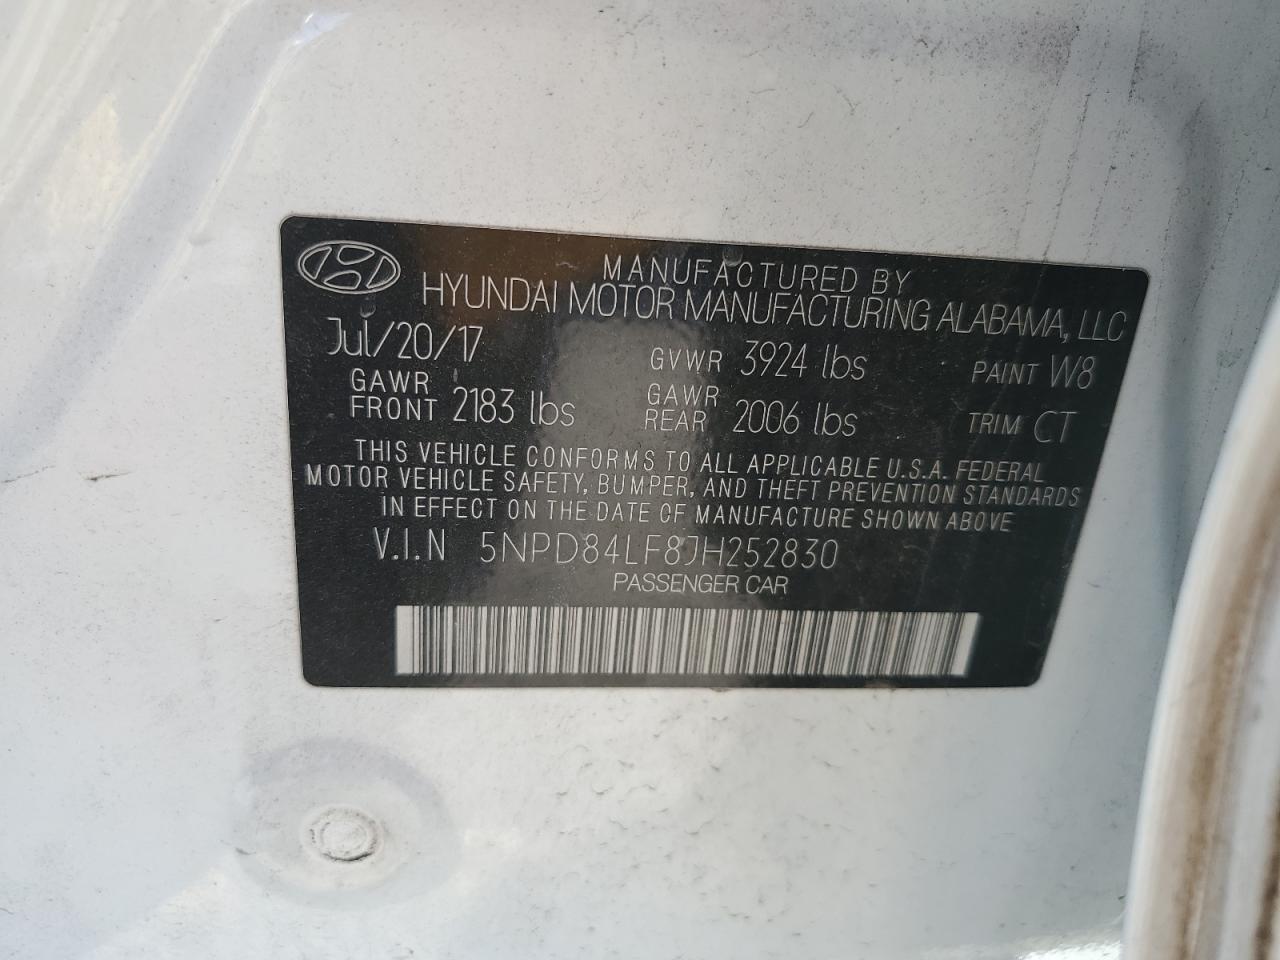 MANUFACTURED BY
HYUNDAI MOTOR MANUFACTURING ALABAMA, LLC
Jul/20/17 GVWR 3924 lbs PAINT W8
GAWR FRONT 2183 lbs GAWR REAR 2006 lbs TRIM CT
THIS VEHICLE CONFORMS TO ALL APPLICABLE U.S.A. FEDERAL
MOTOR VEHICLE SAFETY, BUMPER, AND THEFT PREVENTION STANDARDS
IN EFFECT ON THE DATE OF MANUFACTURE SHOWN ABOVE
V.I.N 5NPD84LF8JH252830
PASSENGER CAR